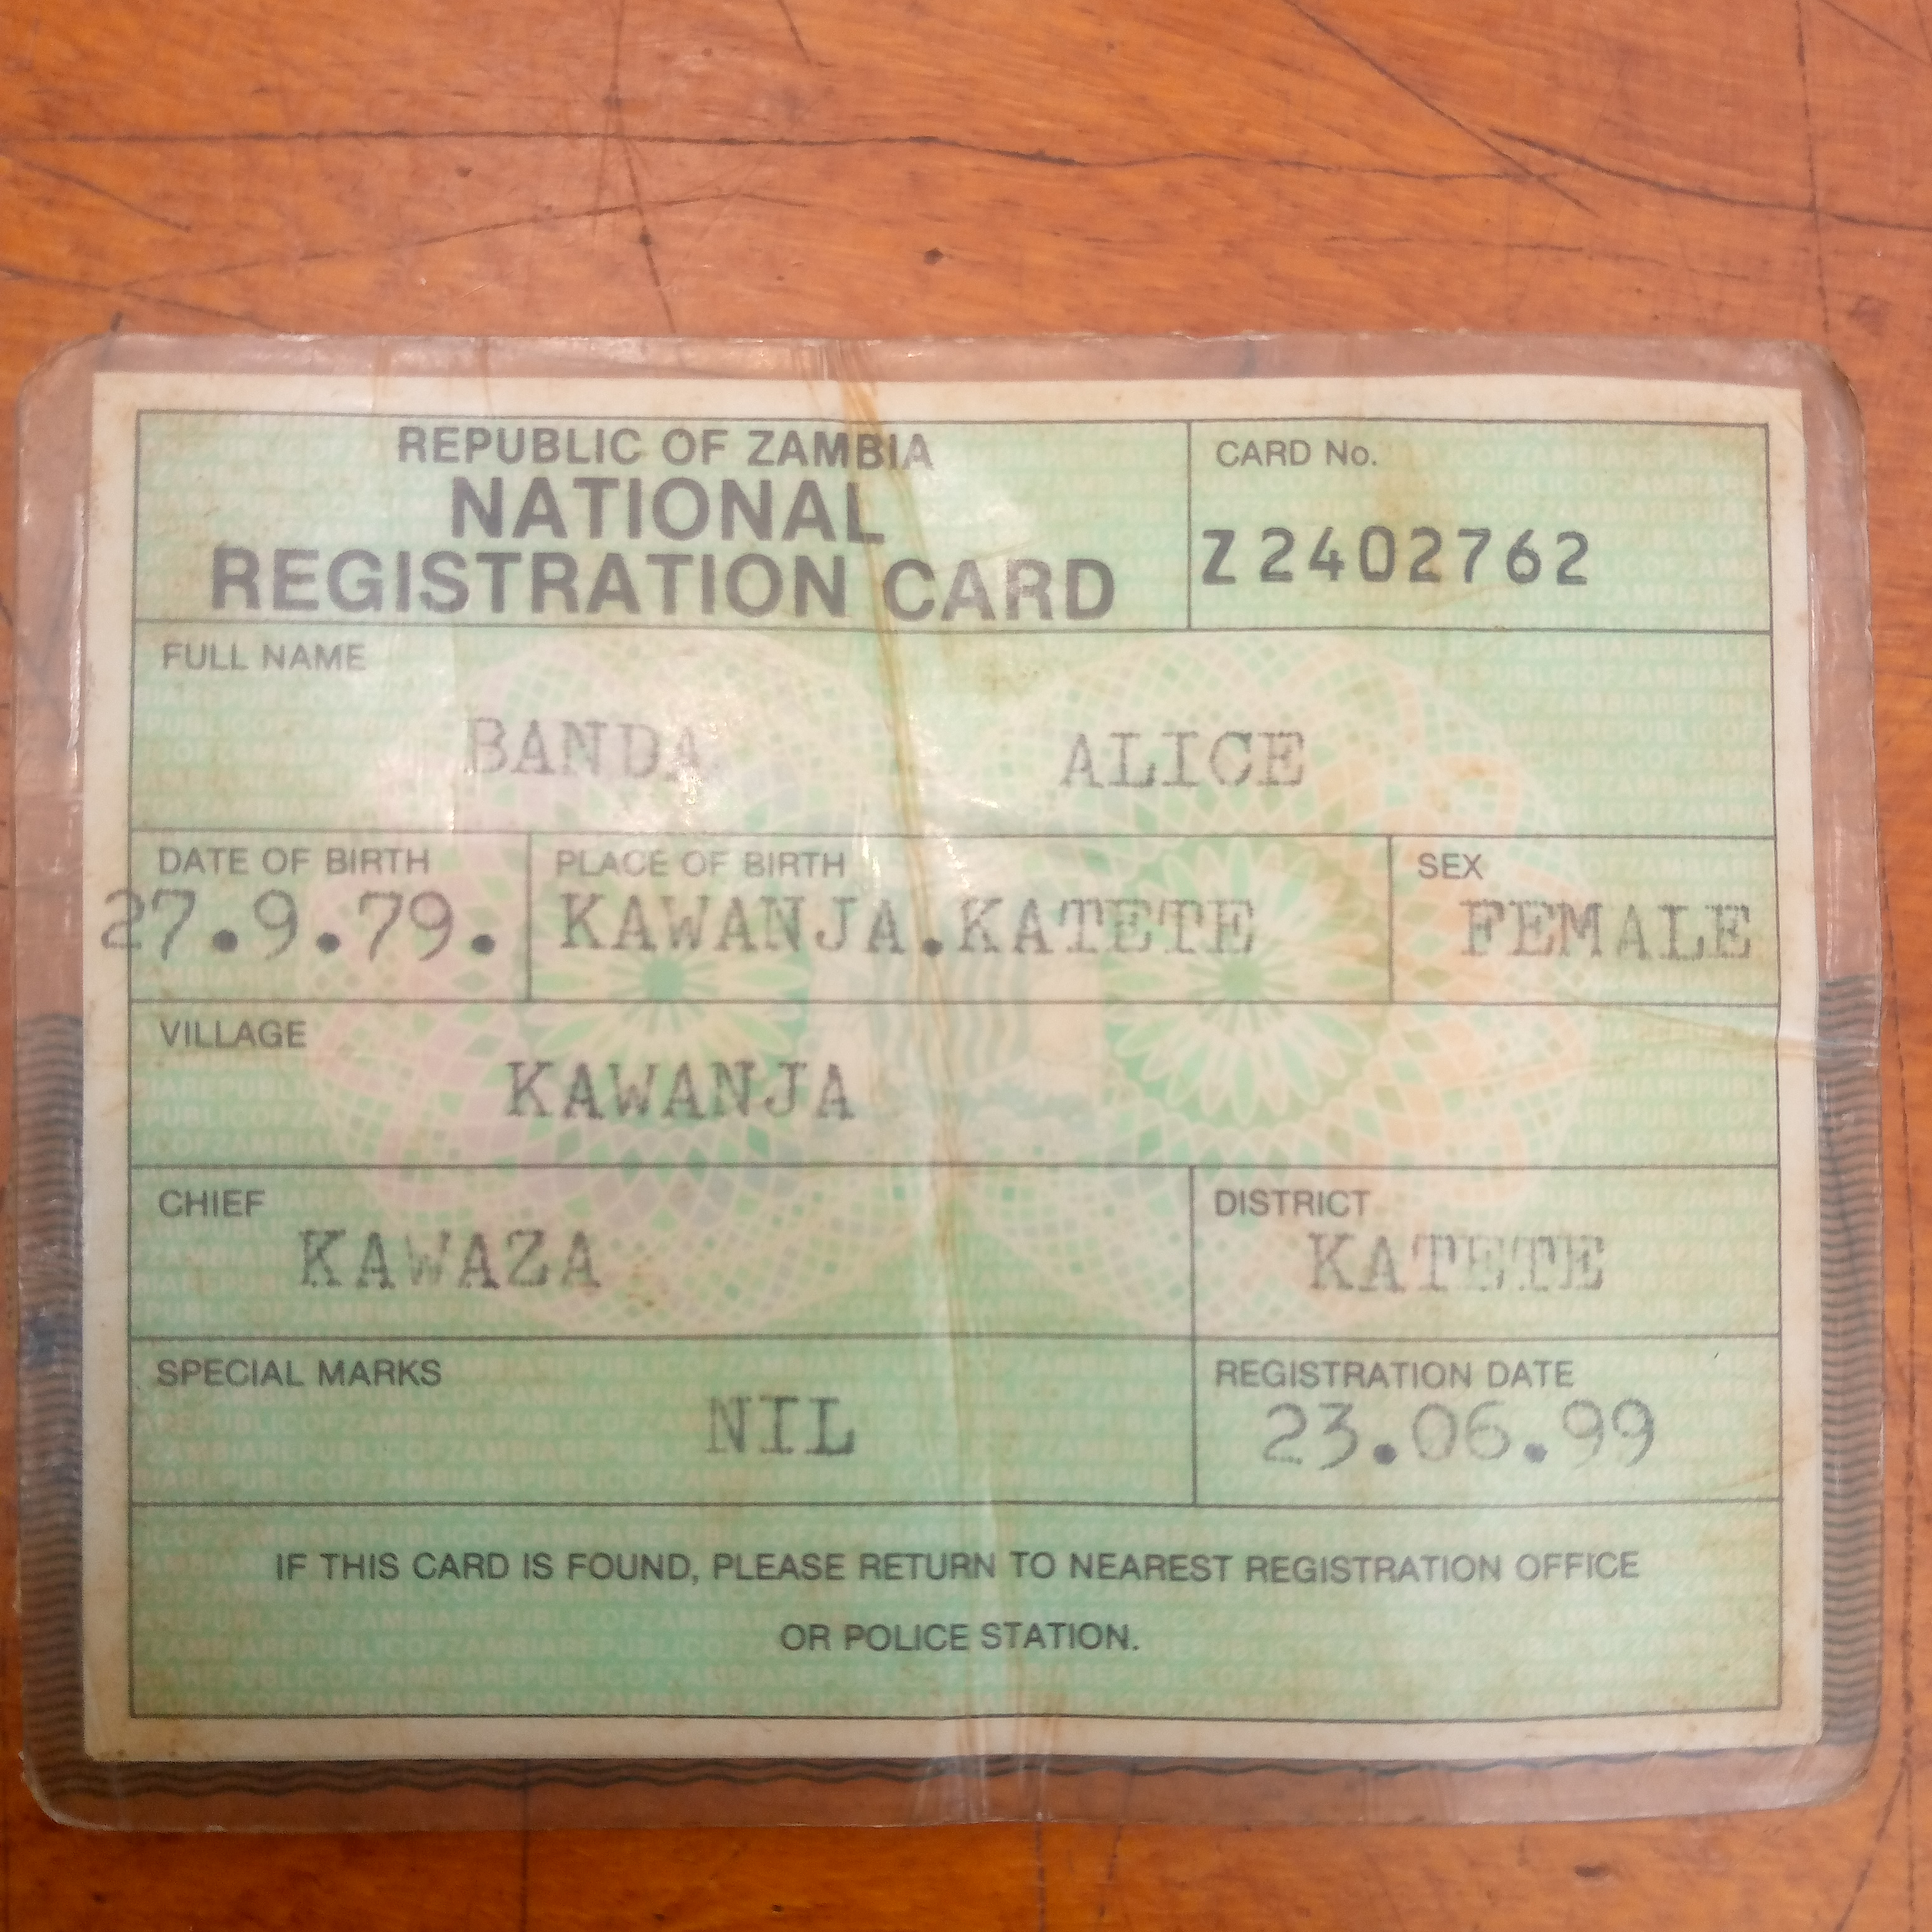 REPUBLIC OF ZAMBIA
NATIONAL
REGISTRATION CARD
CARD No.
Z2402762
FULL NAME
BANDA ALICE
DATE OF BIRTH
27.9.79.
PLACE OF BIRTH
KAWANJA.KATETE
SEX
FEMALE
VILLAGE
KAWANJA
CHIEF
KAWAZA
DISTRICT
KATETE
SPECIAL MARKS
NIL
REGISTRATION DATE
23.06.99
IF THIS CARD IS FOUND, PLEASE RETURN TO NEAREST REGISTRATION OFFICE
OR POLICE STATION.